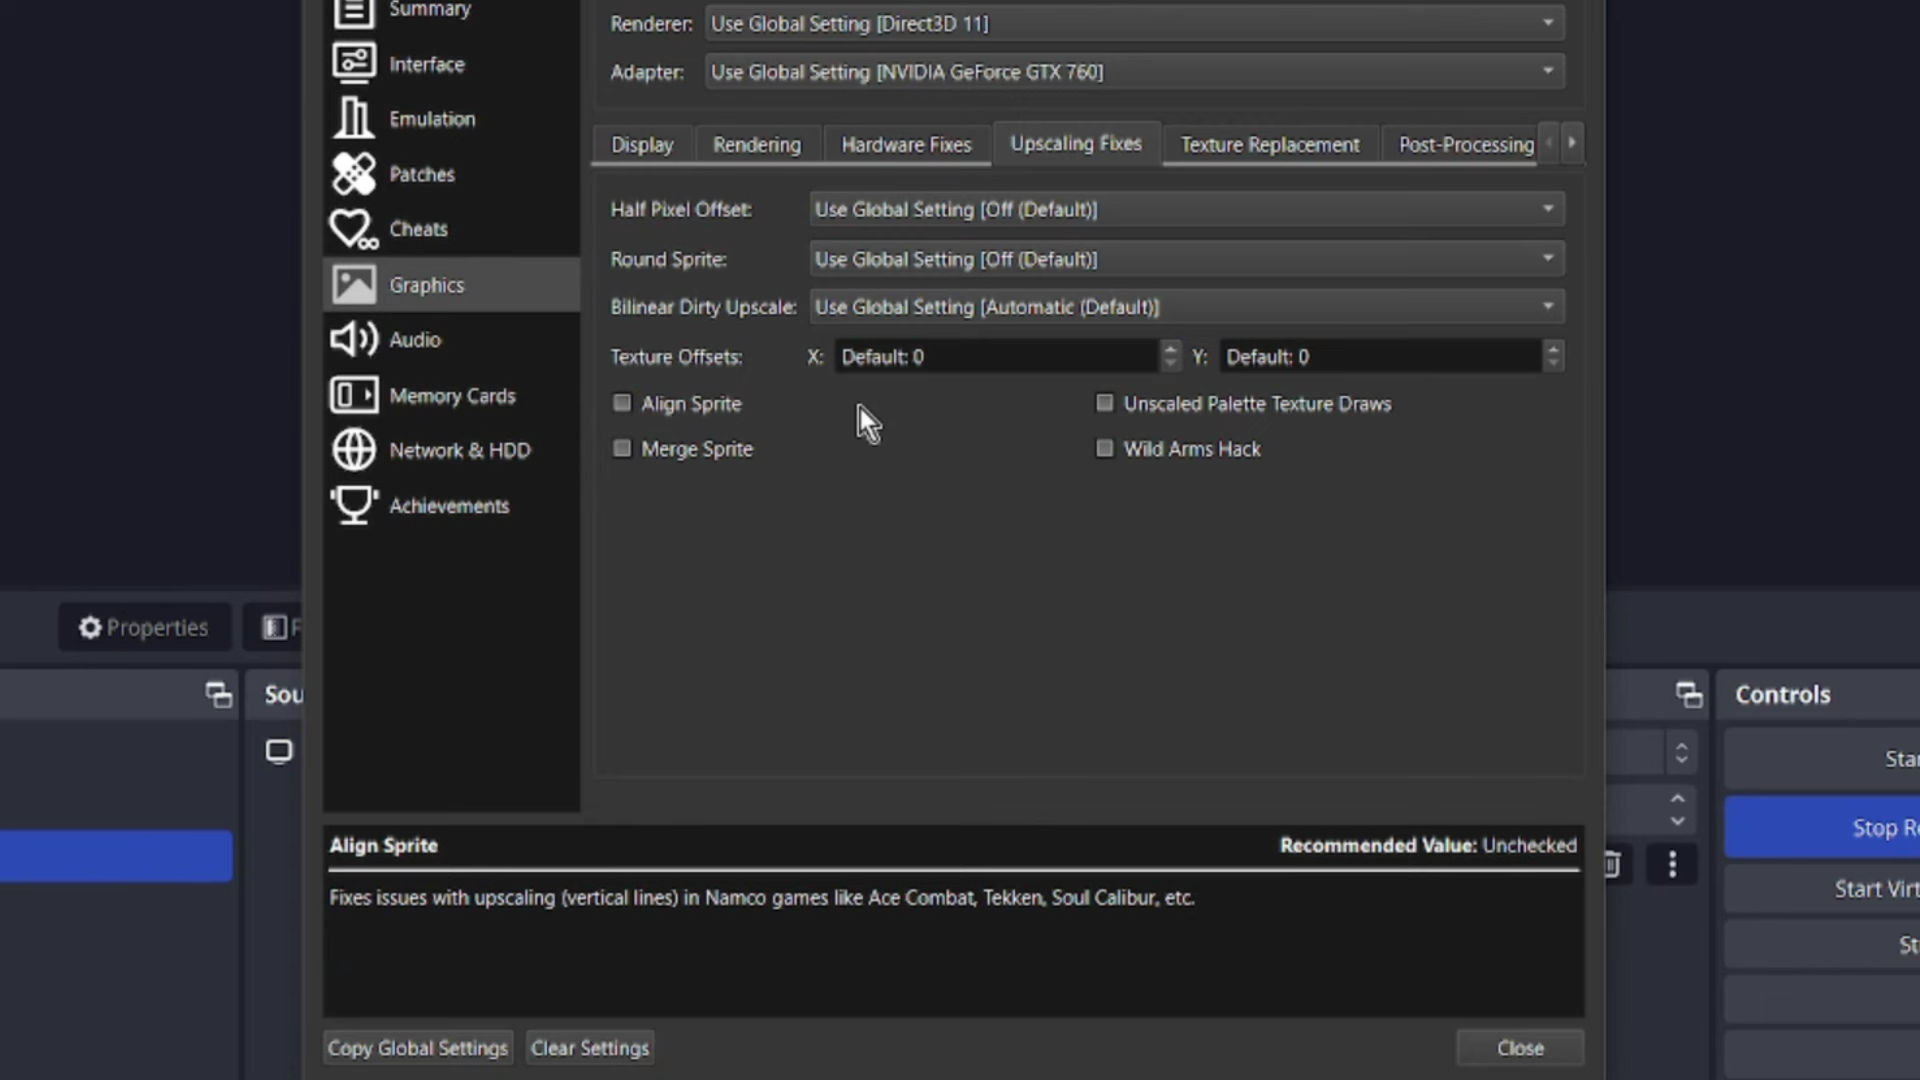 Summary
Interface
Emulation
Patches
Cheats
Graphics
Audio
Memory Cards
Network & HDD
Achievements
Renderer: Use Global Setting [Direct3D 11]
Adapter: Use Global Setting [NVIDIA GeForce GTX 760]
Display Rendering Hardware Fixes Upscaling Fixes Texture Replacement Post-Processing
Half Pixel Offset: Use Global Setting [Off (Default)]
Round Sprite: Use Global Setting [Off (Default)]
Bilinear Dirty Upscale: Use Global Setting [Automatic (Default)]
Texture Offsets: X: Default: 0 Y: Default: 0
Align Sprite Unscaled Palette Texture Draws
Merge Sprite Wild Arms Hack
Align Sprite Recommended Value: Unchecked
Fixes issues with upscaling (vertical lines) in Namco games like Ace Combat, Tekken, Soul Calibur, etc.
Copy Global Settings Clear Settings Close
Properties F
Sou
Controls
Star
Stop Re
Start Virt
St